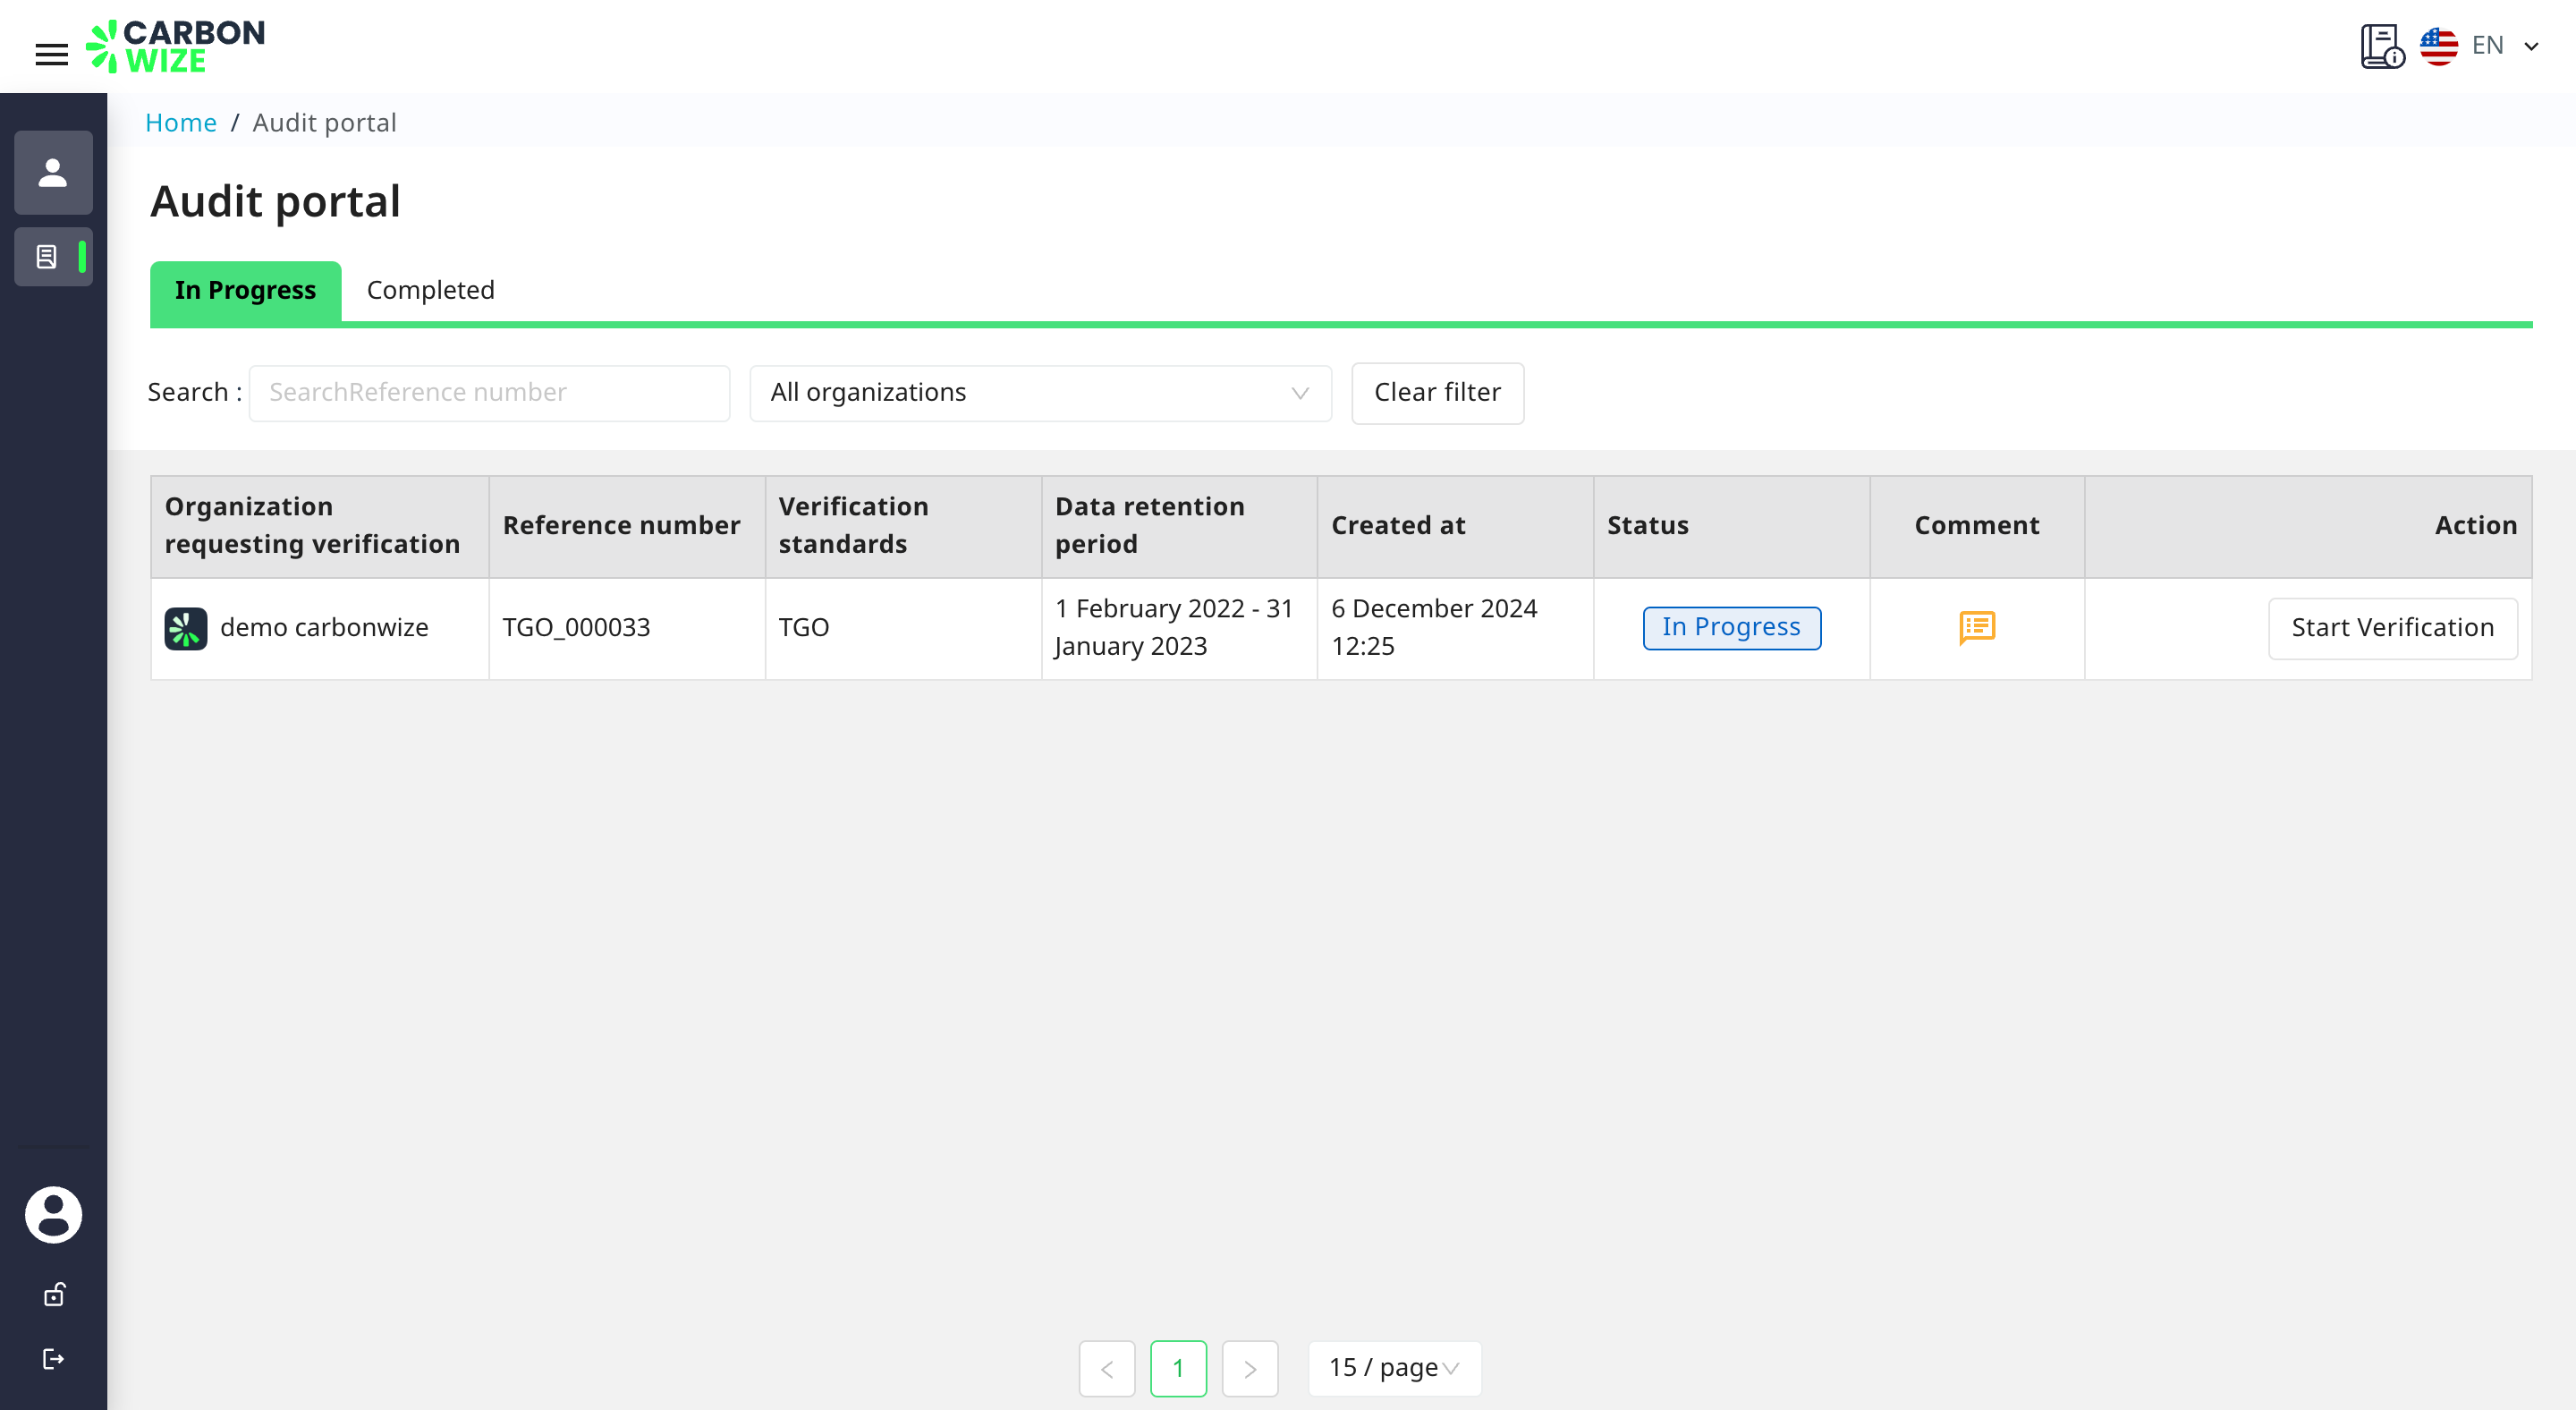 CARBON
WIZE
EN
Home / Audit portal
Audit portal
In Progress
Completed
Search :
SearchReference number
All organizations
Clear filter
Organization
requesting verification
Reference number
Verification
standards
Data retention
period
Created at
Status
Comment
Action
demo carbonwize
TGO_000033
TGO
1 February 2022 - 31
January 2023
6 December 2024
12:25
In Progress
Start Verification
1
15 / page